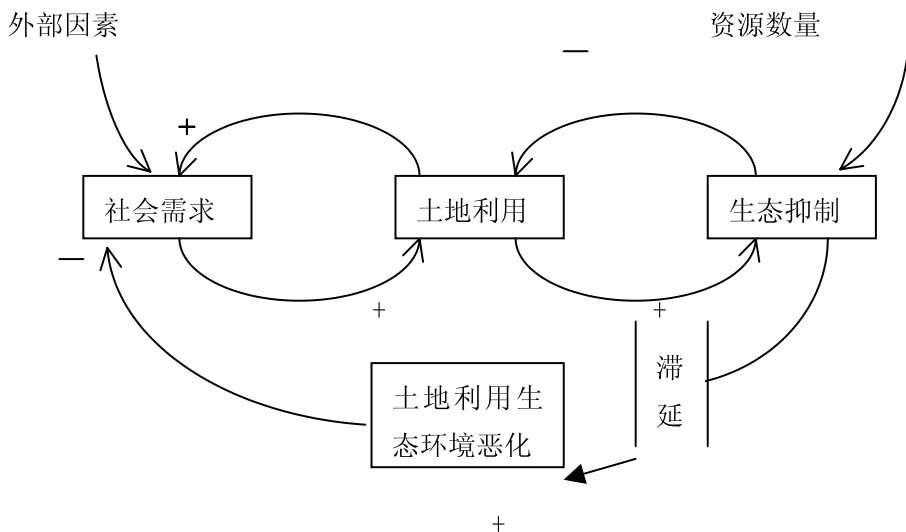 外部因素
资源数量
—
+
社会需求
土地利用
生态抑制
—
+
+
滞
延
土地利用生
态环境恶化
+